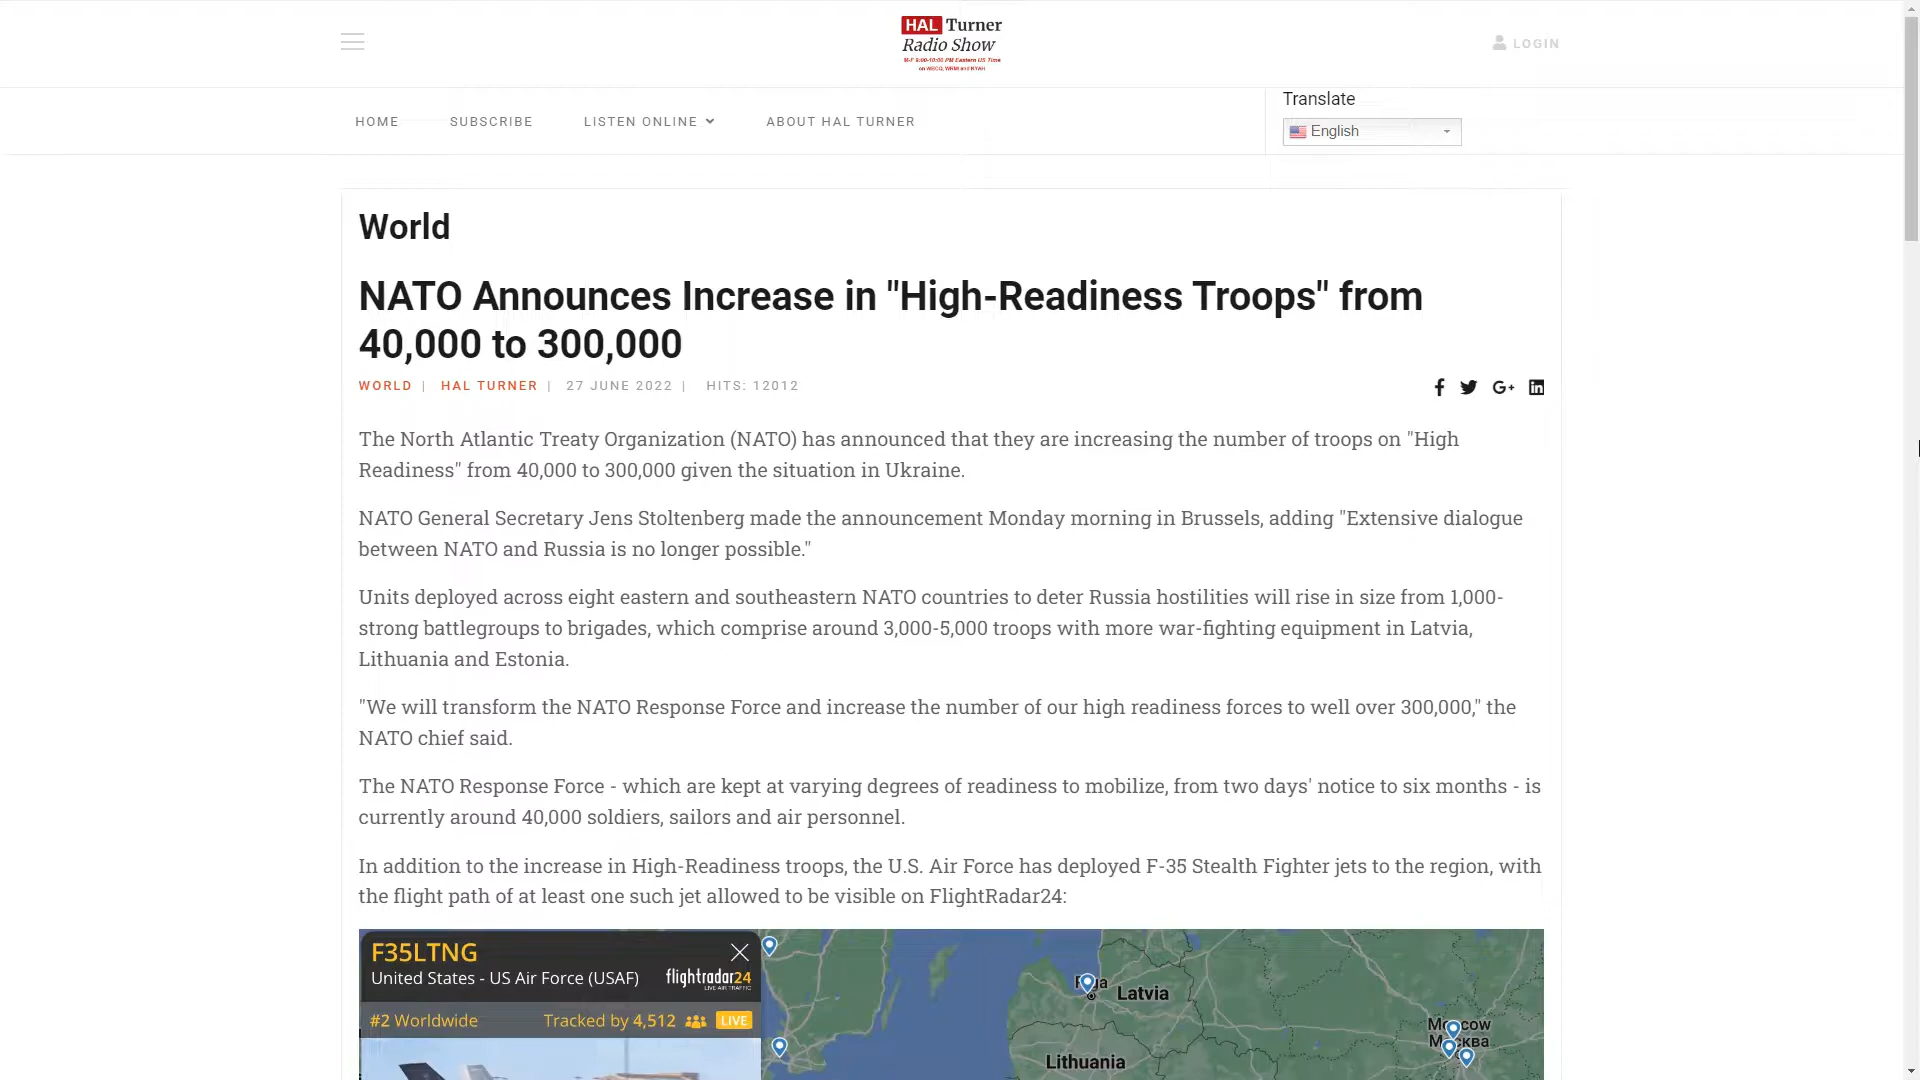 HAL Turner
Radio Show
M-F 9:00-10:00 PM Eastern US Time
on WBCQ, WRMI and KYAH
LOGIN
HOME
SUBSCRIBE
LISTEN ONLINE
ABOUT HAL TURNER
Translate
English
World
NATO Announces Increase in "High-Readiness Troops" from
40,000 to 300,000
WORLD | HAL TURNER | 27 JUNE 2022 | HITS: 12012
The North Atlantic Treaty Organization (NATO) has announced that they are increasing the number of troops on "High
Readiness" from 40,000 to 300,000 given the situation in Ukraine.
NATO General Secretary Jens Stoltenberg made the announcement Monday morning in Brussels, adding "Extensive dialogue
between NATO and Russia is no longer possible."
Units deployed across eight eastern and southeastern NATO countries to deter Russia hostilities will rise in size from 1,000-
strong battlegroups to brigades, which comprise around 3,000-5,000 troops with more war-fighting equipment in Latvia,
Lithuania and Estonia.
"We will transform the NATO Response Force and increase the number of our high readiness forces to well over 300,000," the
NATO chief said.
The NATO Response Force - which are kept at varying degrees of readiness to mobilize, from two days' notice to six months - is
currently around 40,000 soldiers, sailors and air personnel.
In addition to the increase in High-Readiness troops, the U.S. Air Force has deployed F-35 Stealth Fighter jets to the region, with
the flight path of at least one such jet allowed to be visible on FlightRadar24:
F35LTNG
United States - US Air Force (USAF)
flightradar24
LIVE AIR TRAFFIC
#2 Worldwide
Tracked by 4,512
LIVE
Latvia
Lithuania
Moscow
Москва